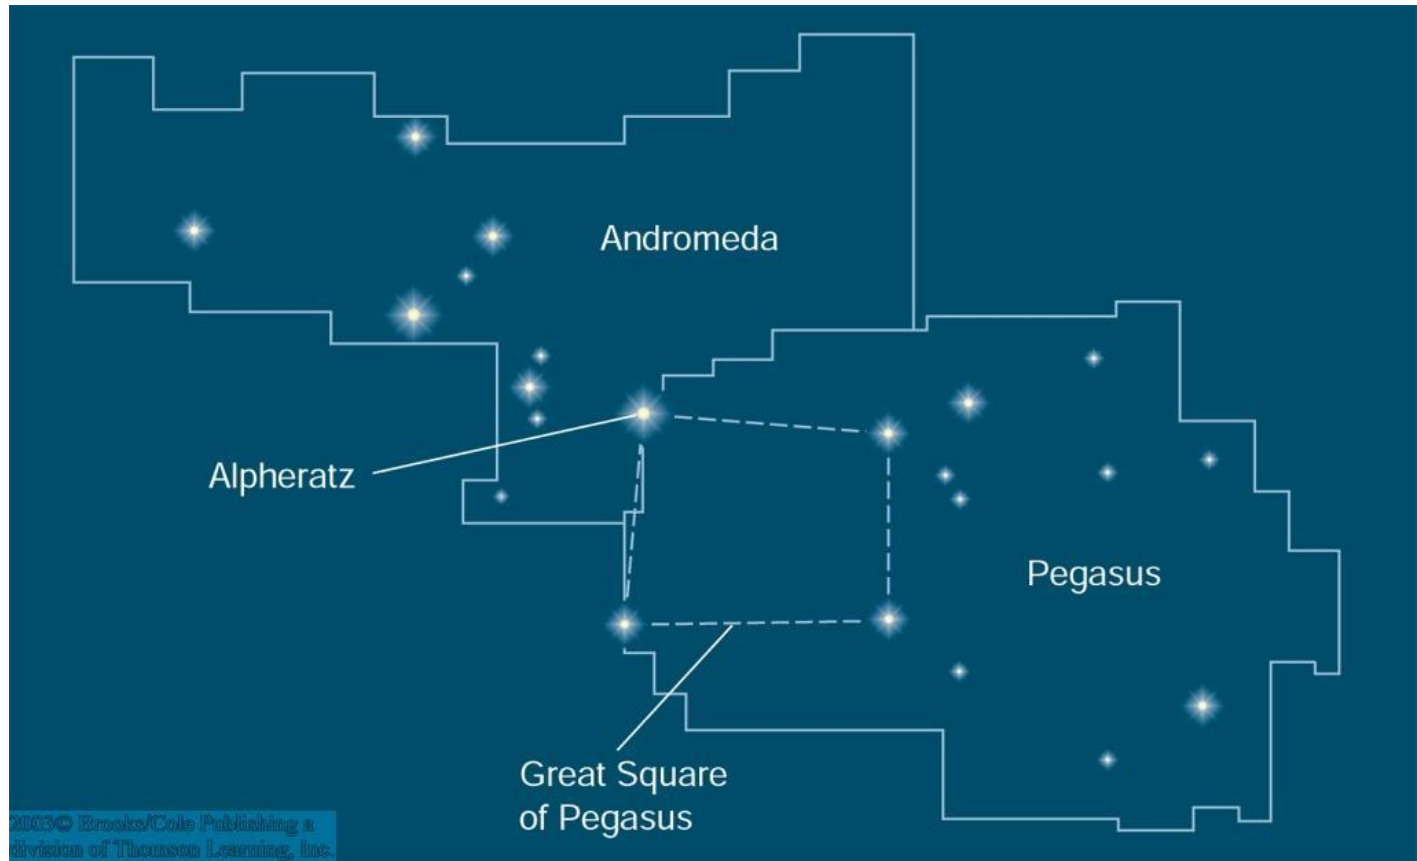 Andromeda
Alpheratz
Pegasus
Great Square
of Pegasus
2003© Brooks/Cole Publishing a
division of Thomson Learning, Inc.